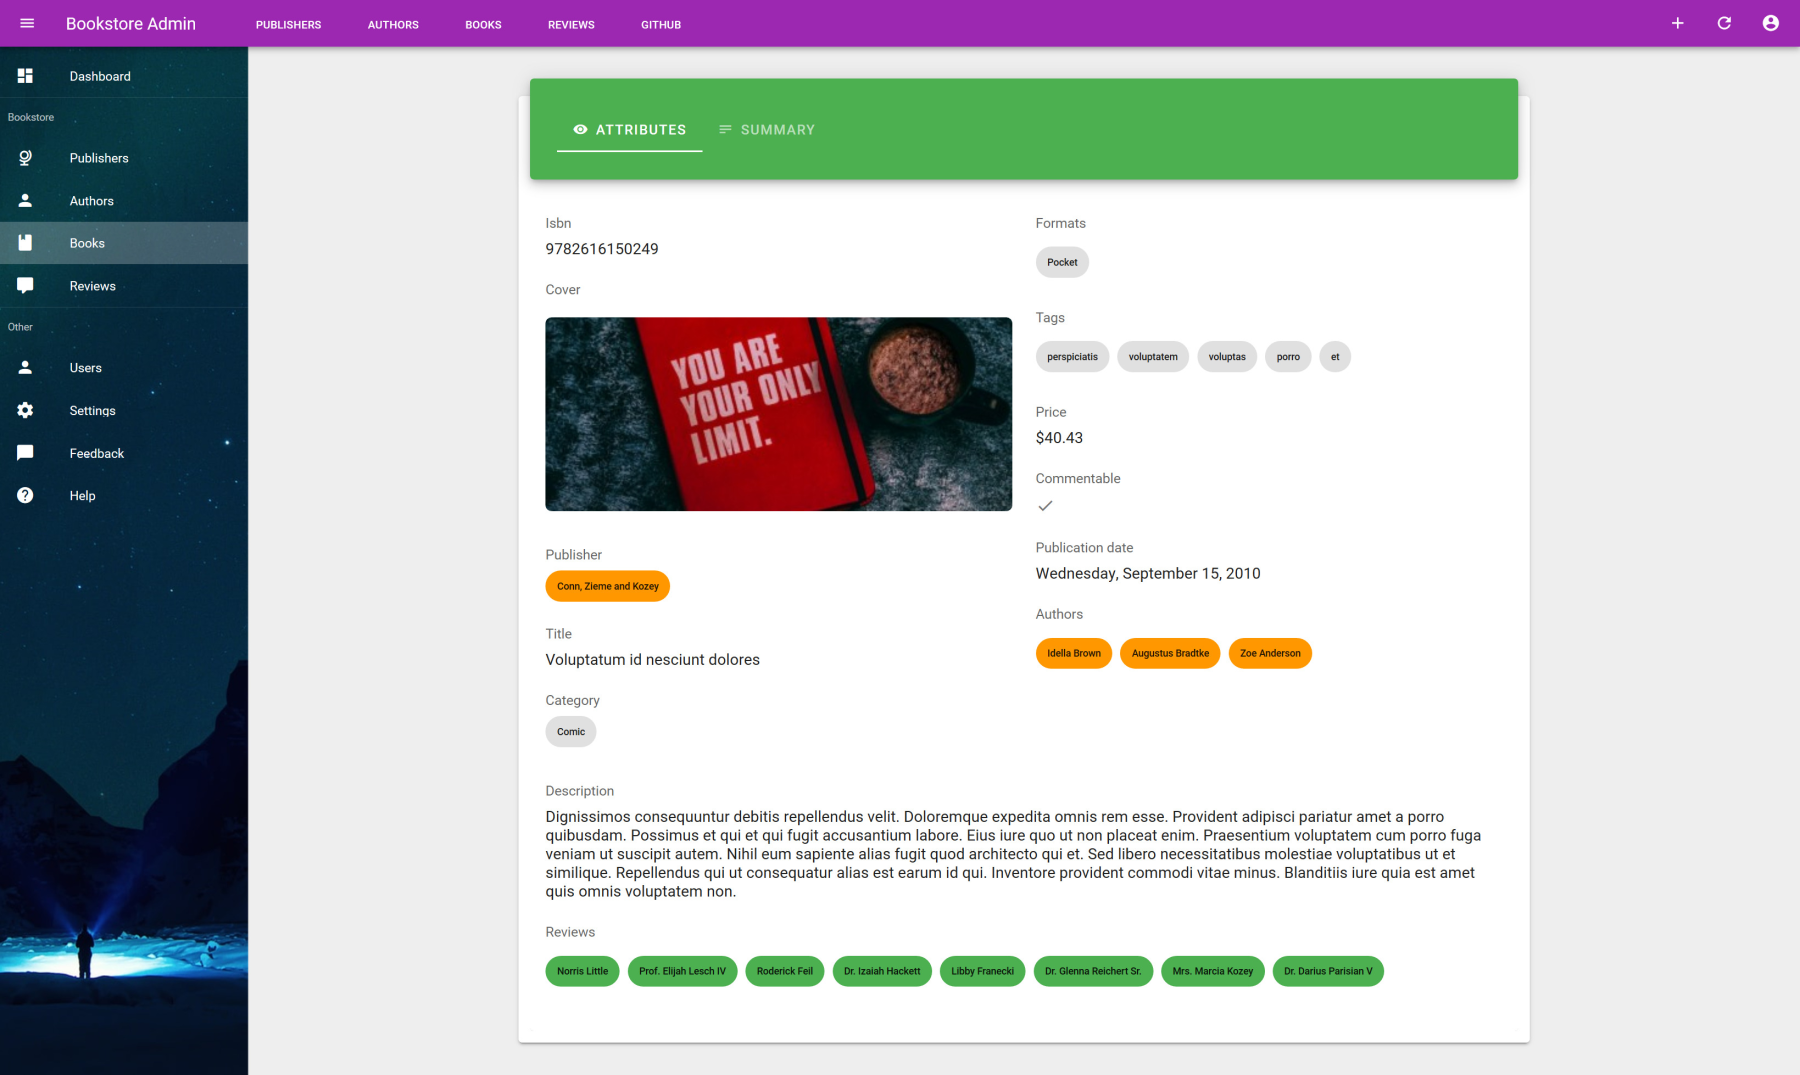 Bookstore Admin
PUBLISHERS
AUTHORS
BOOKS
REVIEWS
GITHUB
Dashboard
Bookstore
Publishers
Authors
Books
Reviews
Other
Users
Settings
Feedback
Help
ATTRIBUTES
SUMMARY
Isbn
9782616150249
Cover
YOU ARE
YOUR ONLY
LIMIT.
Publisher
Conn, Zieme and Kozey
Title
Voluptatum id nesciunt dolores
Category
Comic
Formats
Pocket
Tags
perspiciatis
voluptatem
voluptas
porro
et
Price
$40.43
Commentable
Publication date
Wednesday, September 15, 2010
Authors
Idella Brown
Augustus Bradtke
Zoe Anderson
Description
Dignissimos consequuntur debitis repellendus velit. Doloremque expedita omnis rem esse. Provident adipisci pariatur amet a porro
quibusdam. Possimus et qui et qui fugit accusantium labore. Eius iure quo ut non placeat enim. Praesentium voluptatem cum porro fuga
veniam ut suscipit autem. Nihil eum sapiente alias fugit quod architecto qui et. Sed libero necessitatibus molestiae voluptatibus ut et
similique. Repellendus qui ut consequatur alias est earum id qui. Inventore provident commodi vitae minus. Blanditiis iure quia est amet
quis omnis voluptatem non.
Reviews
Norris Little
Prof. Elijah Lesch IV
Roderick Feil
Dr. Izaiah Hackett
Libby Franecki
Dr. Glenna Reichert Sr.
Mrs. Marcia Kozey
Dr. Darius Parisian V